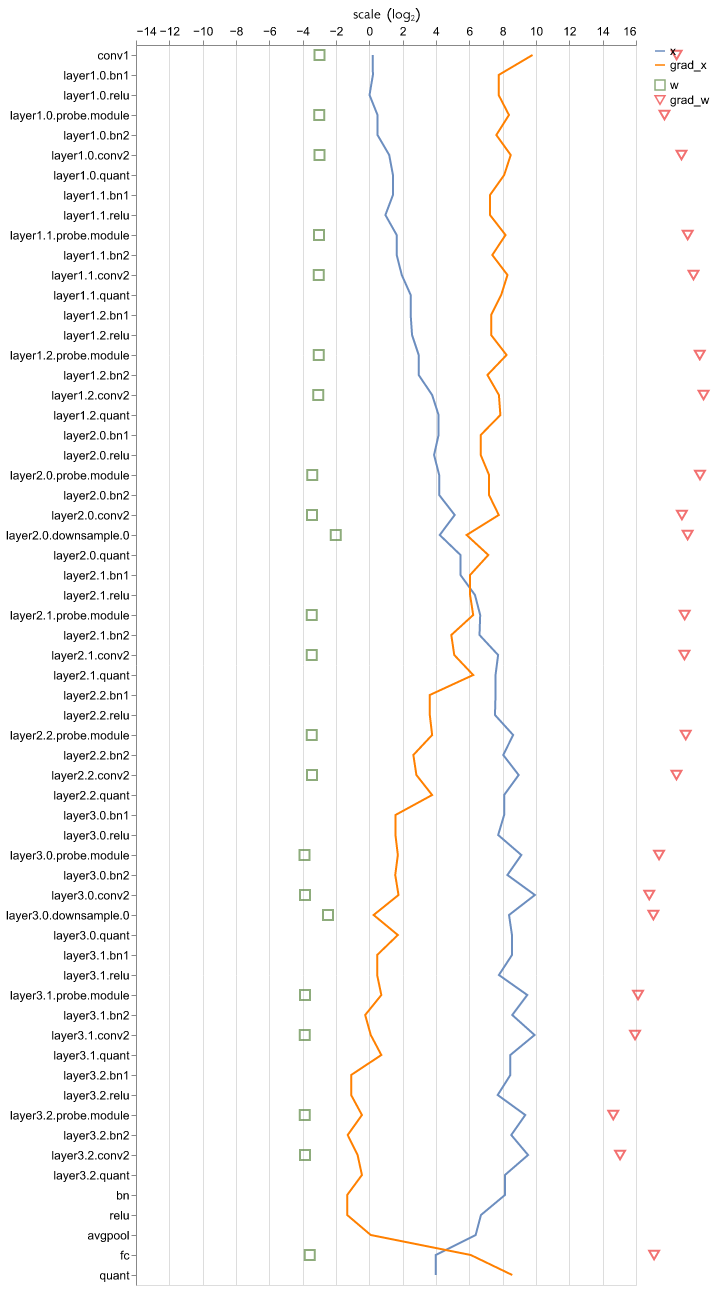 scale (log₂)
−14 −12 −10 −8 −6 −4 −2 0 2 4 6 8 10 12 14 16
x
grad_x
w
grad_w
conv1
layer1.0.bn1
layer1.0.relu
layer1.0.probe.module
layer1.0.bn2
layer1.0.conv2
layer1.0.quant
layer1.1.bn1
layer1.1.relu
layer1.1.probe.module
layer1.1.bn2
layer1.1.conv2
layer1.1.quant
layer1.2.bn1
layer1.2.relu
layer1.2.probe.module
layer1.2.bn2
layer1.2.conv2
layer1.2.quant
layer2.0.bn1
layer2.0.relu
layer2.0.probe.module
layer2.0.bn2
layer2.0.conv2
layer2.0.downsample.0
layer2.0.quant
layer2.1.bn1
layer2.1.relu
layer2.1.probe.module
layer2.1.bn2
layer2.1.conv2
layer2.1.quant
layer2.2.bn1
layer2.2.relu
layer2.2.probe.module
layer2.2.bn2
layer2.2.conv2
layer2.2.quant
layer3.0.bn1
layer3.0.relu
layer3.0.probe.module
layer3.0.bn2
layer3.0.conv2
layer3.0.downsample.0
layer3.0.quant
layer3.1.bn1
layer3.1.relu
layer3.1.probe.module
layer3.1.bn2
layer3.1.conv2
layer3.1.quant
layer3.2.bn1
layer3.2.relu
layer3.2.probe.module
layer3.2.bn2
layer3.2.conv2
layer3.2.quant
bn
relu
avgpool
fc
quant